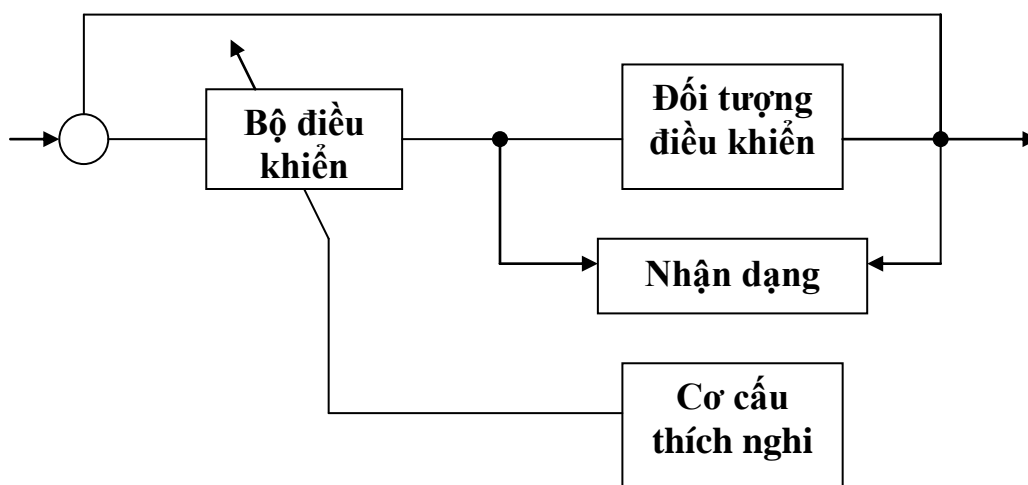 Bộ điều
khiển
Đối tượng
điều khiển
Nhận dạng
Cơ cấu
thích nghi